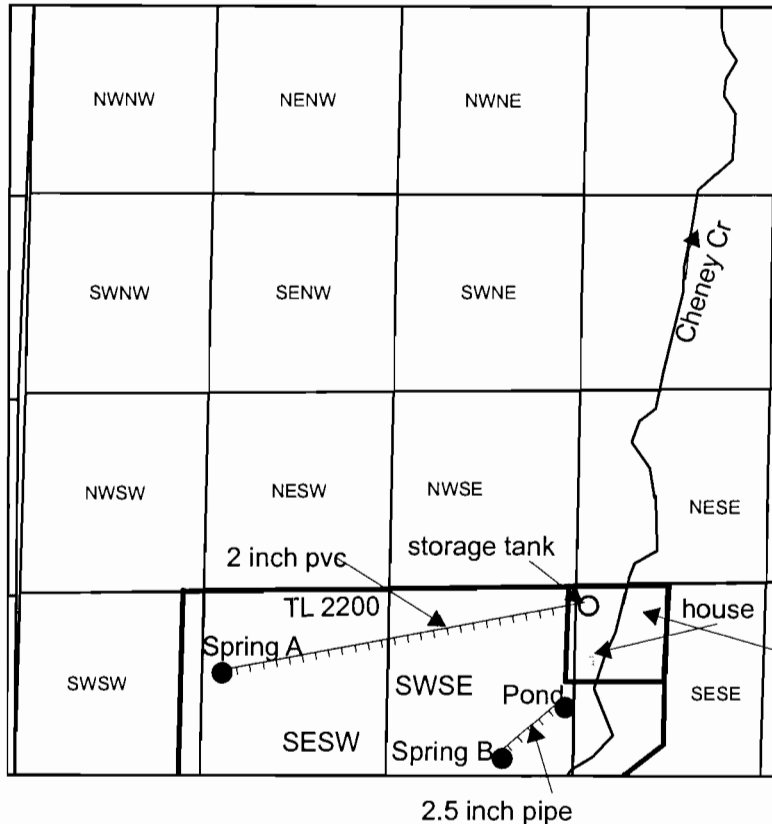 NWNW
NENW
NWNE
SWNW
SENW
SWNE
Cheney Cr
NWSW
NESW
NWSE
NESE
2 inch pvc
storage tank
TL 2200
house
Spring A
SWSW
SWSE
SESE
Pond
SESW
Spring B
2.5 inch pipe